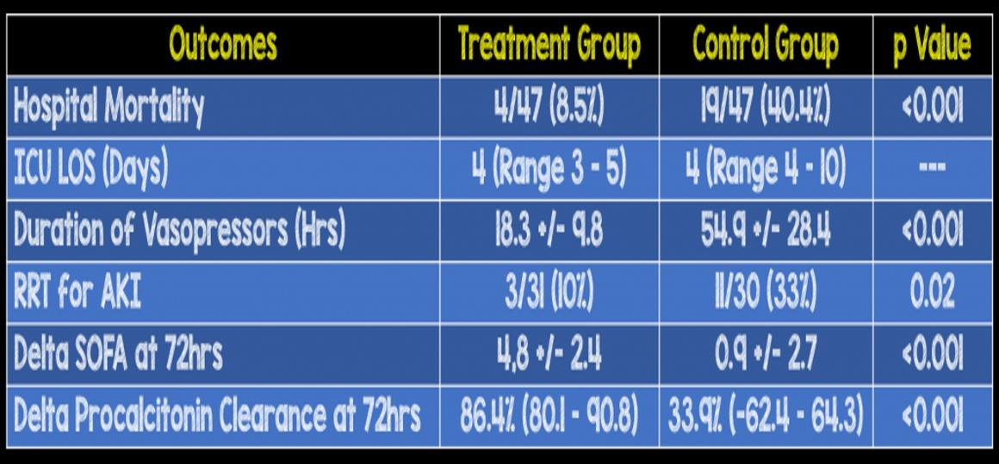 Outcomes Treatment Group Control Group p Value
Hospital Mortality 4/47 (8.5%) 19/47 (40.4%) <0.001
ICU LOS (Days) 4 (Range 3 - 5) 4 (Range 4 - 10) ---
Duration of Vasopressors (Hrs) 18.3 +/- 9.8 54.9 +/- 28.4 <0.001
RRT for AKI 3/31 (10%) 11/30 (33%) 0.02
Delta SOFA at 72hrs 4,8 +/- 2.4 0.9 +/- 2.7 <0.001
Delta Procalcitonin Clearance at 72hrs 86.4% (80.1 - 90.8) 33.9% (-62.4 - 64.3) <0.001